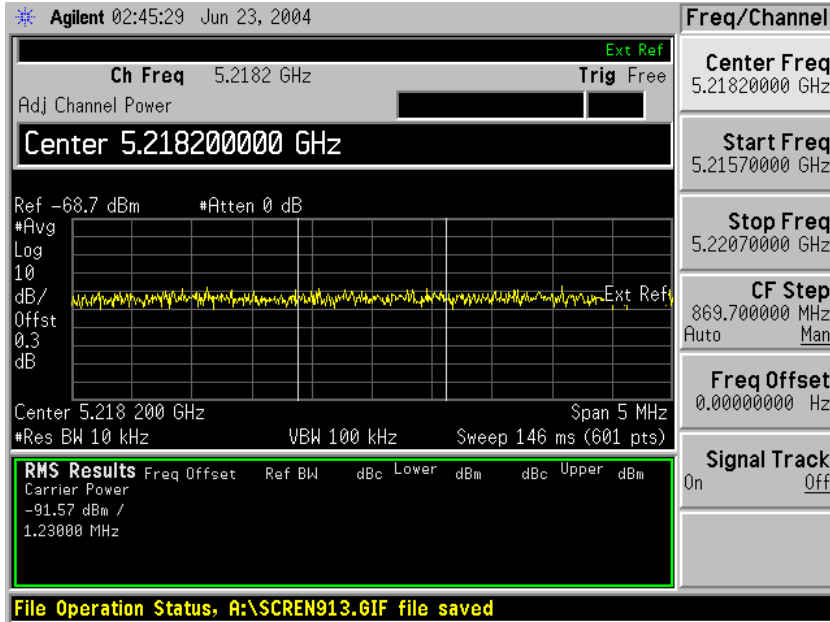 Agilent 02:45:29 Jun 23, 2004
Freq/Channel
Ext Ref
Ch Freq 5.2182 GHz Trig Free
Adj Channel Power
Center 5.218200000 GHz
Ref -68.7 dBm #Atten 0 dB
#Avg
Log
10
dB/
Offst
0.3
dB
Ext Ref
Center 5.218 200 GHz Span 5 MHz
#Res BW 10 kHz VBW 100 kHz Sweep 146 ms (601 pts)
RMS Results Freq Offset Ref BW dBc Lower dBm dBc Upper dBm
Carrier Power
-91.57 dBm /
1.23000 MHz
File Operation Status, A:\SCREN913.GIF file saved
Center Freq
5.21820000 GHz
Start Freq
5.21570000 GHz
Stop Freq
5.22070000 GHz
CF Step
869.700000 MHz
Auto Man
Freq Offset
0.00000000 Hz
Signal Track
On Off